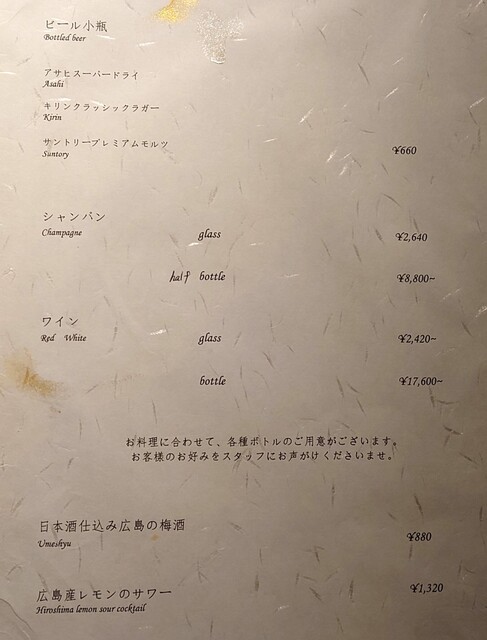 ビール小瓶
Bottled beer
アサヒスーパードライ
Asahi
キリンクラッシックラガー
Kirin
サントリープレミアムモルツ
Suntory
¥660
シャンパン
Champagne
glass ¥2,640
half bottle ¥8,800~
ワイン
Red White
glass ¥2,420~
bottle ¥17,600~
お料理に合わせて、各種ボトルのご用意がございます。
お客様のお好みをスタッフにお声がけくださいませ。
日本酒仕込み広島の梅酒
Umeshyu
¥880
広島産レモンのサワー
Hiroshima lemon sour cocktail
¥1,320